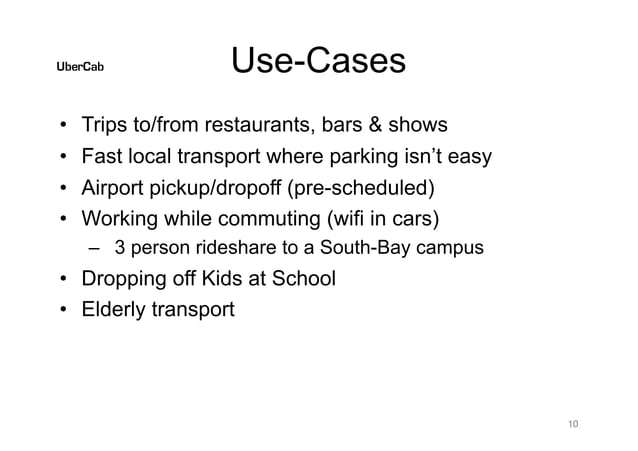 UberCab
Use-Cases
• Trips to/from restaurants, bars & shows
• Fast local transport where parking isn’t easy
• Airport pickup/dropoff (pre-scheduled)
• Working while commuting (wifi in cars)
– 3 person rideshare to a South-Bay campus
• Dropping off Kids at School
• Elderly transport
10